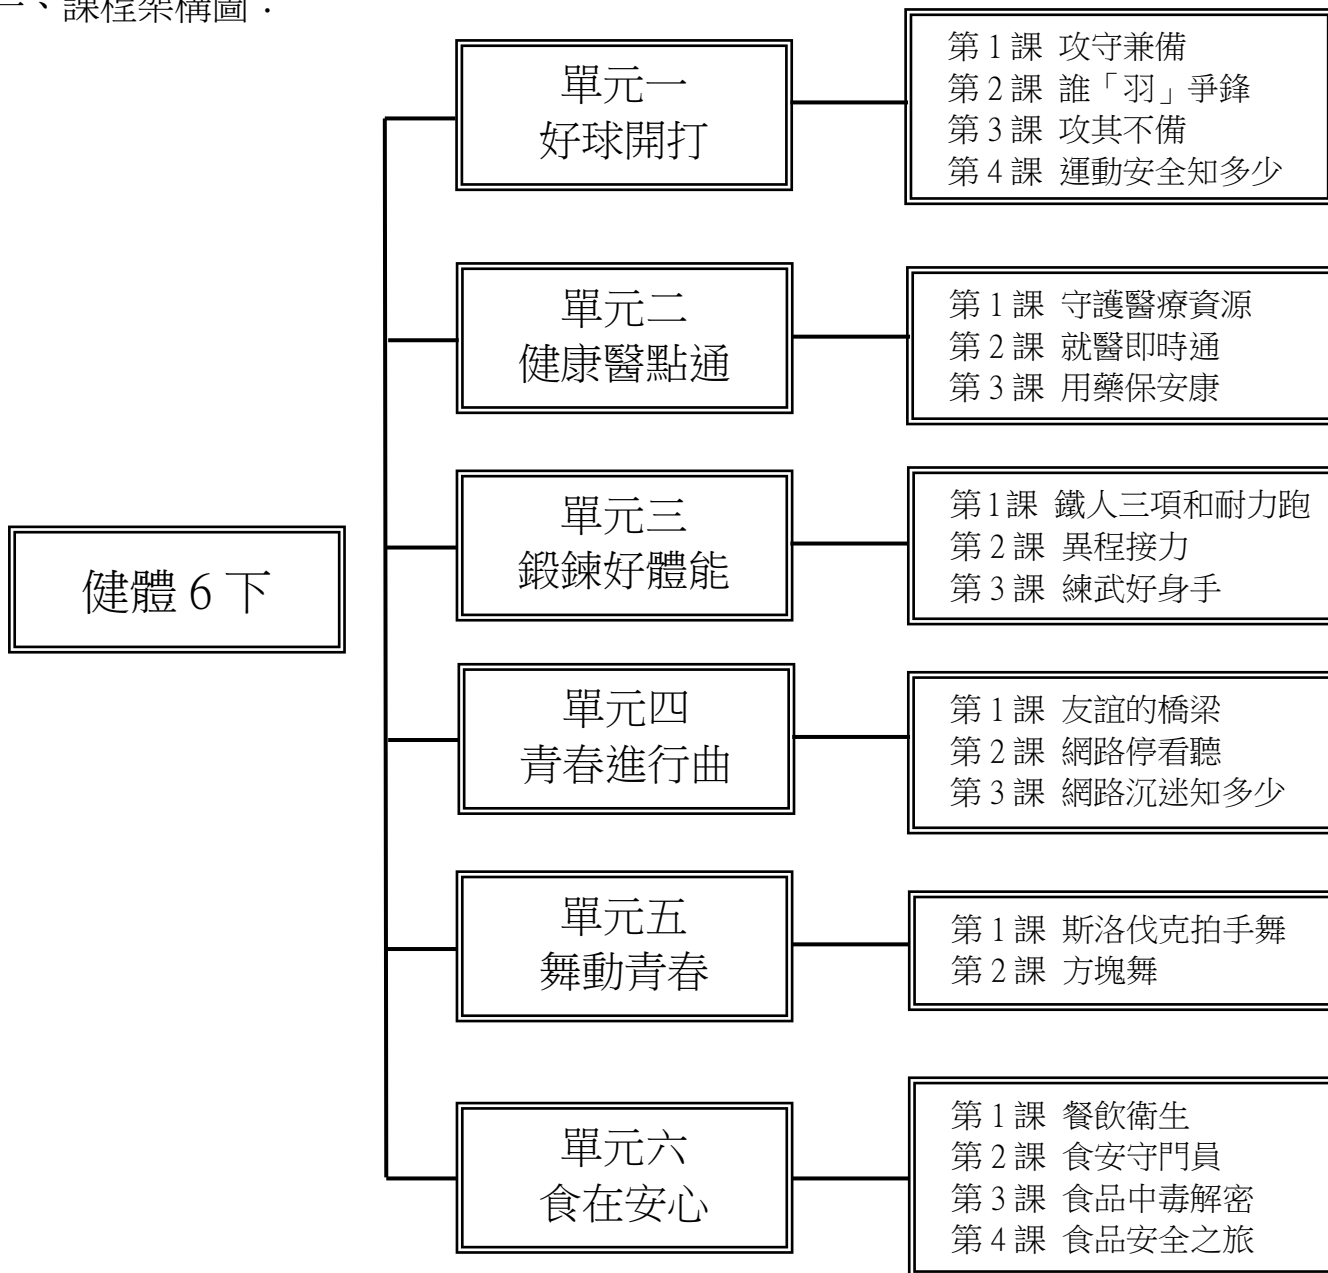 一、課程架構圖：
健體 6 下
單元一
好球開打
第 1 課 攻守兼備
第 2 課 誰「羽」爭鋒
第 3 課 攻其不備
第 4 課 運動安全知多少
單元二
健康醫點通
第 1 課 守護醫療資源
第 2 課 就醫即時通
第 3 課 用藥保安康
單元三
鍛鍊好體能
第 1 課 鐵人三項和耐力跑
第 2 課 異程接力
第 3 課 練武好身手
單元四
青春進行曲
第 1 課 友誼的橋梁
第 2 課 網路停看聽
第 3 課 網路沉迷知多少
單元五
舞動青春
第 1 課 斯洛伐克拍手舞
第 2 課 方塊舞
單元六
食在安心
第 1 課 餐飲衛生
第 2 課 食安守門員
第 3 課 食品中毒解密
第 4 課 食品安全之旅